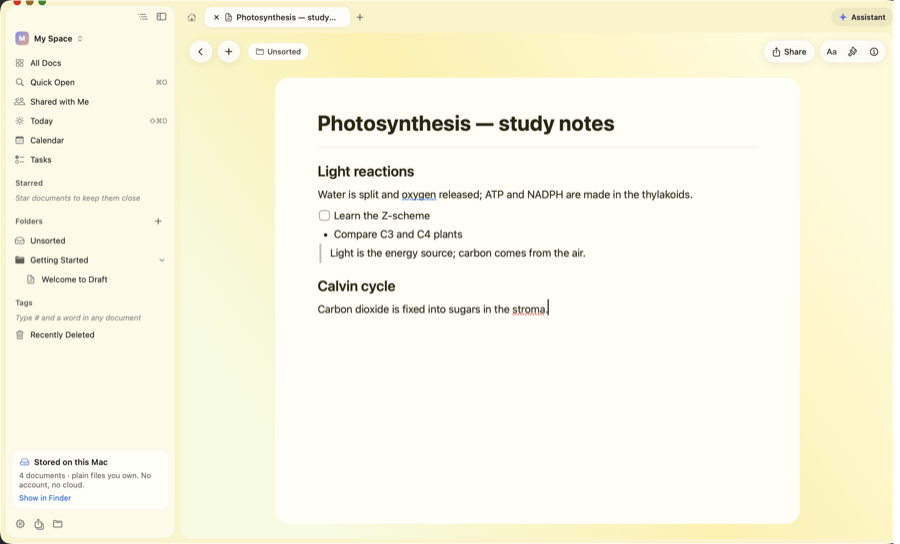 Photosynthesis — study...
Assistant
My Space
All Docs
Quick Open
⌘O
Shared with Me
Today
⇧⌘D
Calendar
Tasks
Starred
Star documents to keep them close
Folders
Unsorted
Getting Started
Welcome to Draft
Tags
Type # and a word in any document
Recently Deleted
Stored on this Mac
4 documents · plain files you own. No
account, no cloud.
Show in Finder
Unsorted
Share
Aa
Photosynthesis — study notes
Light reactions
Water is split and oxygen released; ATP and NADPH are made in the thylakoids.
Learn the Z-scheme
• Compare C3 and C4 plants
Light is the energy source; carbon comes from the air.
Calvin cycle
Carbon dioxide is fixed into sugars in the stroma.